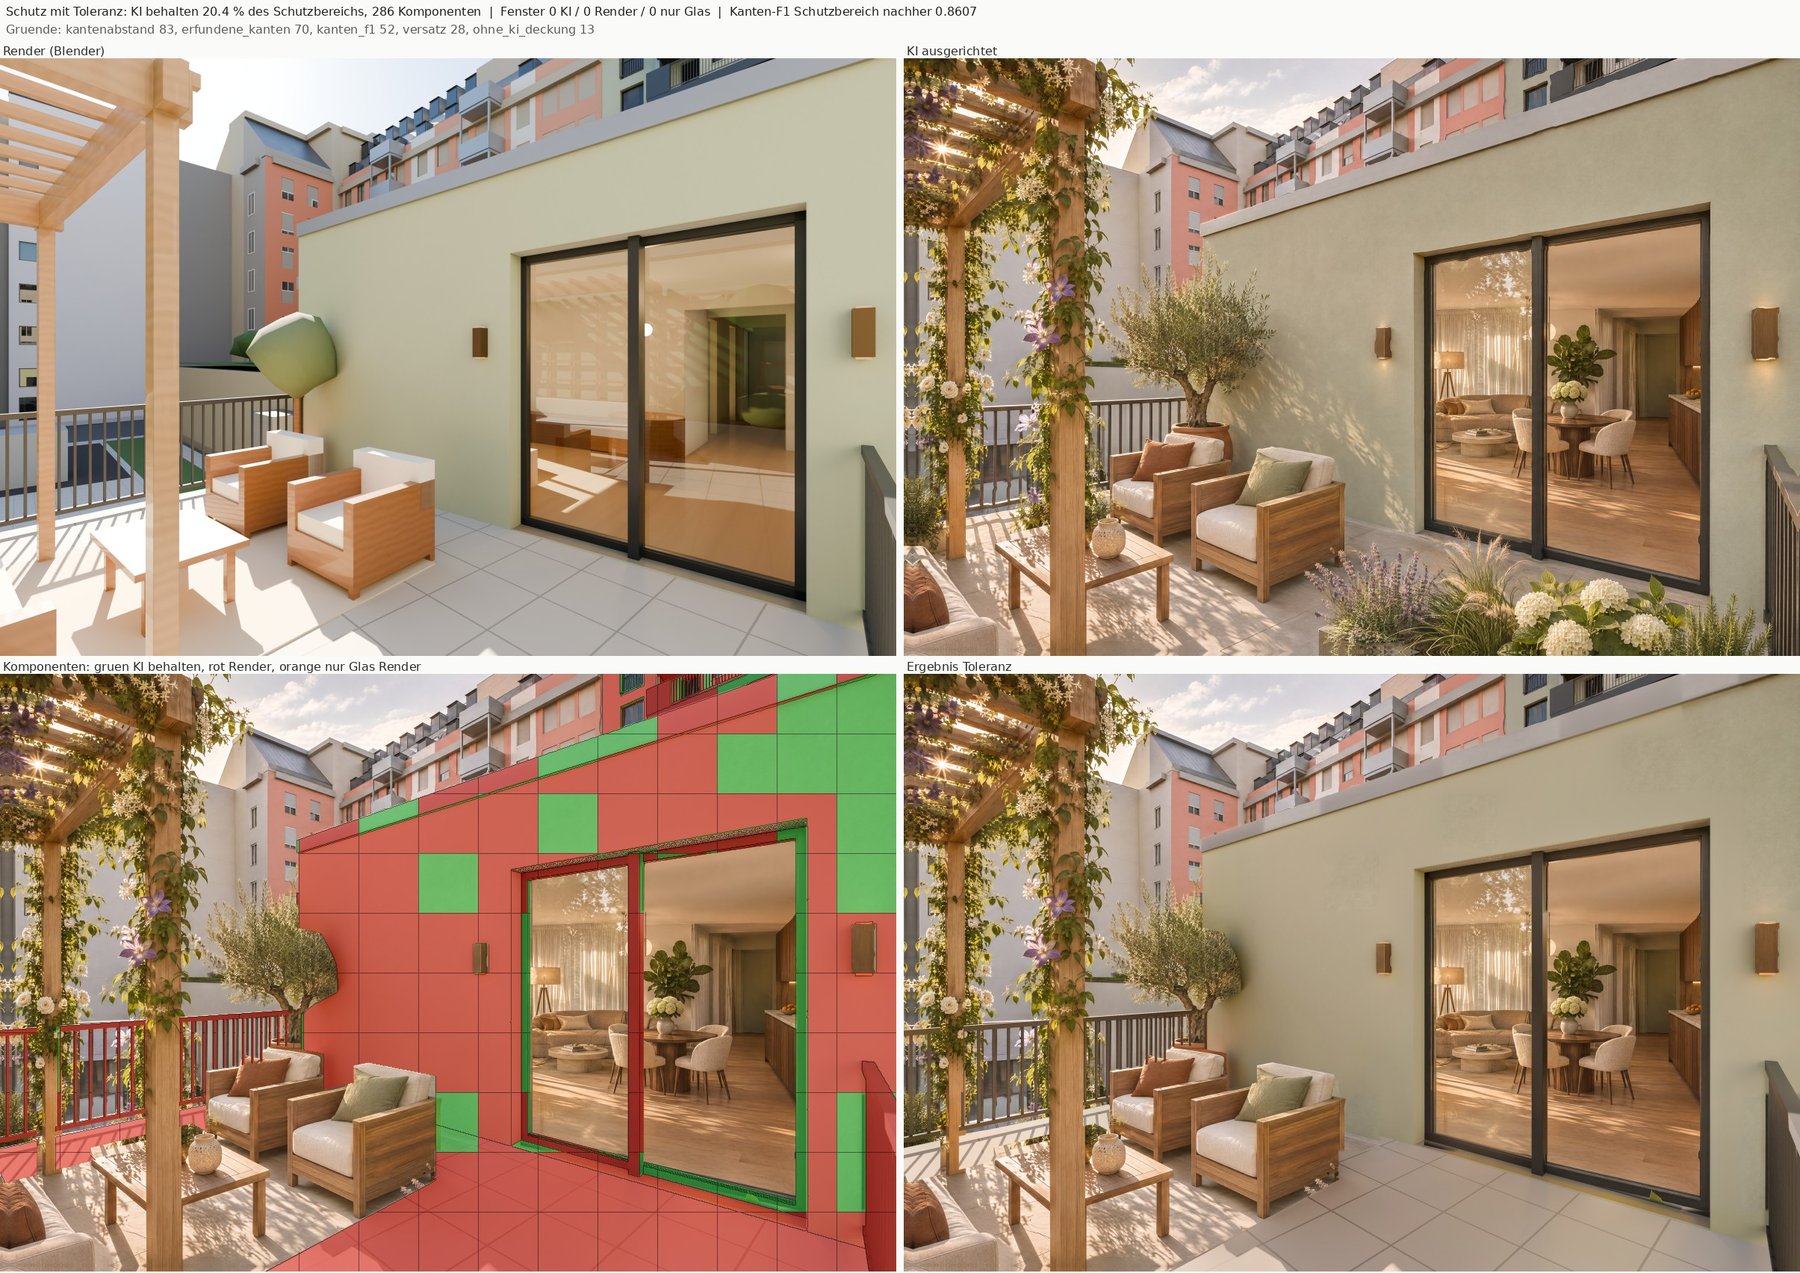 Schutz mit Toleranz: KI behalten 20.4 % des Schutzbereichs, 286 Komponenten  |  Fenster 0 KI / 0 Render / 0 nur Glas  |  Kanten-F1 Schutzbereich nachher 0.8607
Gruende: kantenabstand 83, erfundene_kanten 70, kanten_f1 52, versatz 28, ohne_ki_deckung 13
Render (Blender)
KI ausgerichtet
Komponenten: gruen KI behalten, rot Render, orange nur Glas Render
Ergebnis Toleranz